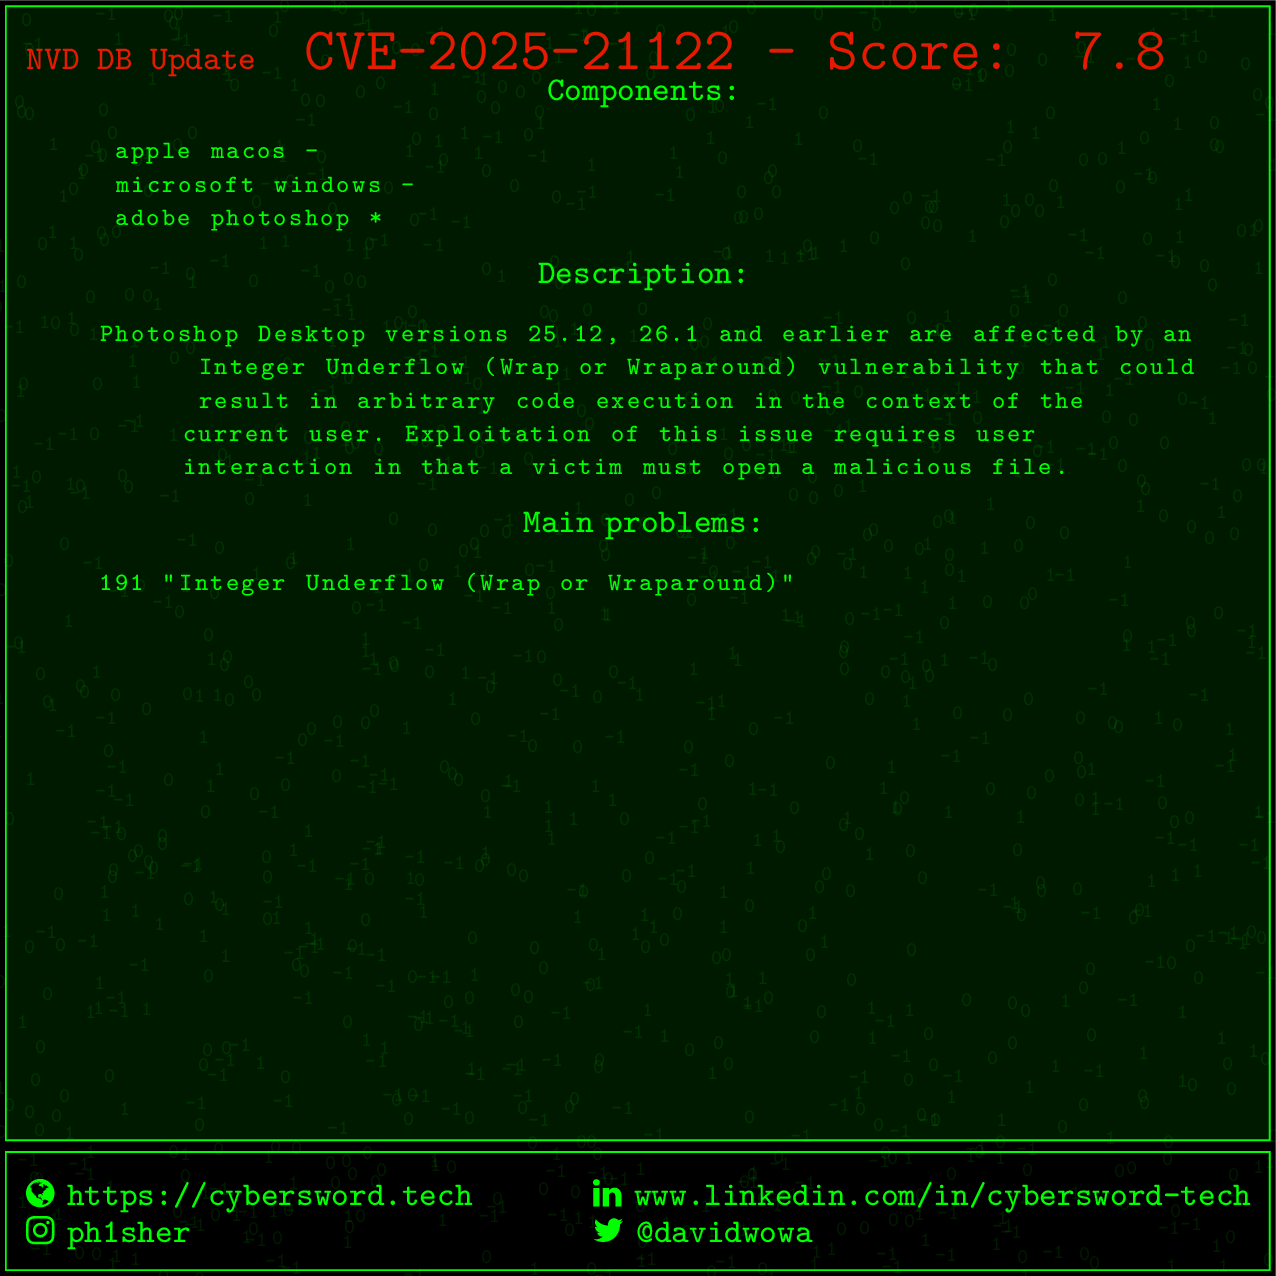 NVD DB Update CVE-2025-21122 - Score: 7.8
Components:
apple macos -
microsoft windows -
adobe photoshop *
Description:
Photoshop Desktop versions 25.12, 26.1 and earlier are affected by an
Integer Underflow (Wrap or Wraparound) vulnerability that could
result in arbitrary code execution in the context of the
current user. Exploitation of this issue requires user
interaction in that a victim must open a malicious file.
Main problems:
191 "Integer Underflow (Wrap or Wraparound)"
https://cybersword.tech
www.linkedin.com/in/cybersword-tech
ph1sher
@davidwowa